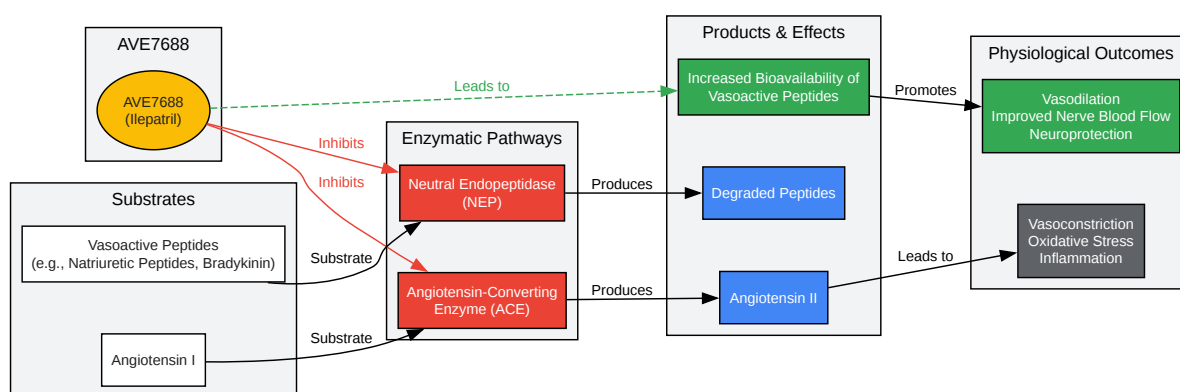 AVE7688
AVE7688
(Ilepatril)
Substrates
Vasoactive Peptides
(e.g., Natriuretic Peptides, Bradykinin)
Angiotensin I
Leads to
Inhibits
Inhibits
Substrate
Substrate
Enzymatic Pathways
Neutral Endopeptidase
(NEP)
Angiotensin-Converting
Enzyme (ACE)
Produces
Produces
Products & Effects
Increased Bioavailability of
Vasoactive Peptides
Degraded Peptides
Angiotensin II
Promotes
Leads to
Physiological Outcomes
Vasodilation
Improved Nerve Blood Flow
Neuroprotection
Vasoconstriction
Oxidative Stress
Inflammation